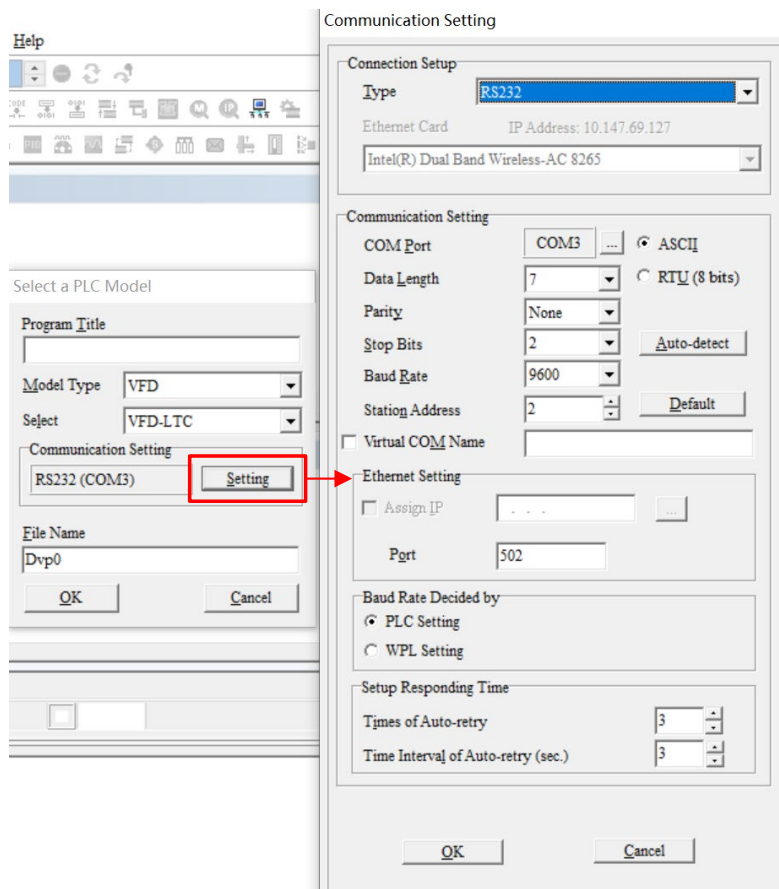 Help
Select a PLC Model
Program Title
Model Type VFD
Select VFD-LTC
Communication Setting
RS232 (COM3) Setting
File Name
Dvp0
OK Cancel
Communication Setting
Connection Setup
Type RS232
Ethernet Card IP Address: 10.147.69.127
Intel(R) Dual Band Wireless-AC 8265
Communication Setting
COM Port COM3 ... ASCII
Data Length 7 RTU (8 bits)
Parity None
Stop Bits 2 Auto-detect
Baud Rate 9600
Station Address 2 Default
Virtual COM Name
Ethernet Setting
Assign IP . . . ...
Port 502
Baud Rate Decided by
PLC Setting
WPL Setting
Setup Responding Time
Times of Auto-retry 3
Time Interval of Auto-retry (sec.) 3
OK Cancel